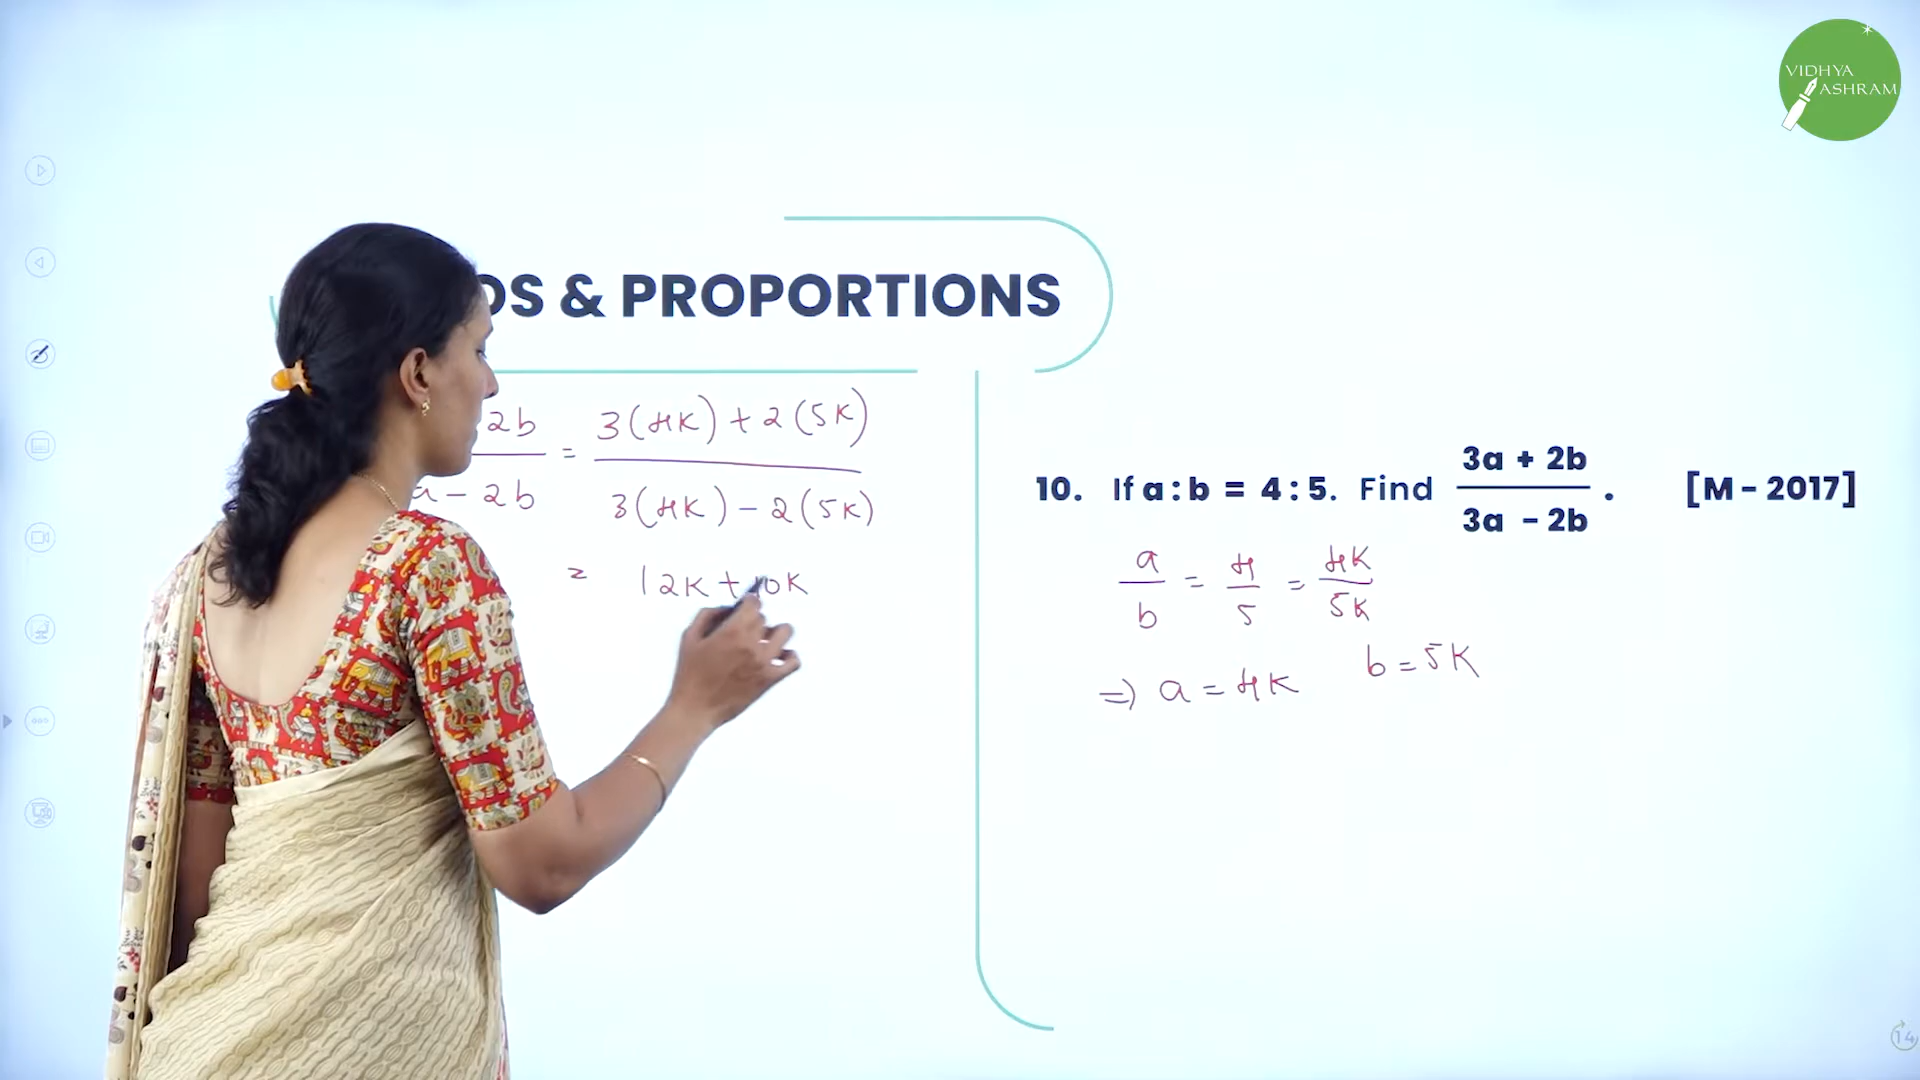 VIDHYA
ASHRAM
OS & PROPORTIONS
2b / a - 2b = 3(4K) + 2(5K) / 3(4K) - 2(5K)
= 12K + 10K
10. If a : b = 4 : 5. Find 3a + 2b / 3a - 2b . [M - 2017]
a / b = 4 / 5 = 4K / 5K
⇒ a = 4K b = 5K
14